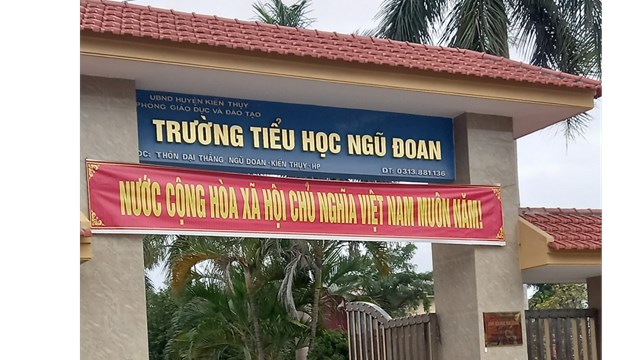 UBND HUYỆN KIẾN THỤY
PHÒNG GIÁO DỤC VÀ ĐÀO TẠO
TRƯỜNG TIỂU HỌC NGŨ ĐOAN
ĐC: THÔN ĐẠI THẮNG - NGŨ ĐOAN - KIẾN THỤY - HP
ĐT: 0313.881.136
NƯỚC CỘNG HÒA XÃ HỘI CHỦ NGHĨA VIỆT NAM MUÔN NĂM!